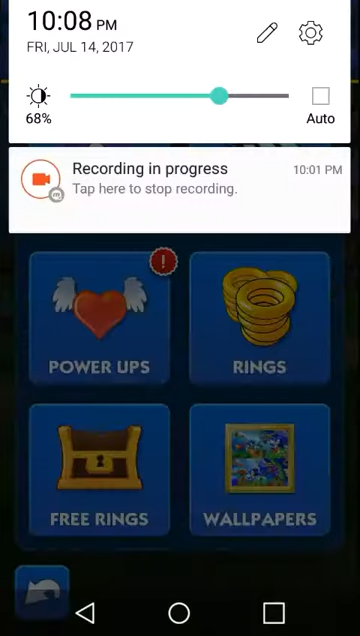 10:08 PM
FRI, JUL 14, 2017
68%
Auto
Recording in progress
10:01 PM
Tap here to stop recording.
!
POWER UPS
RINGS
FREE RINGS
WALLPAPERS